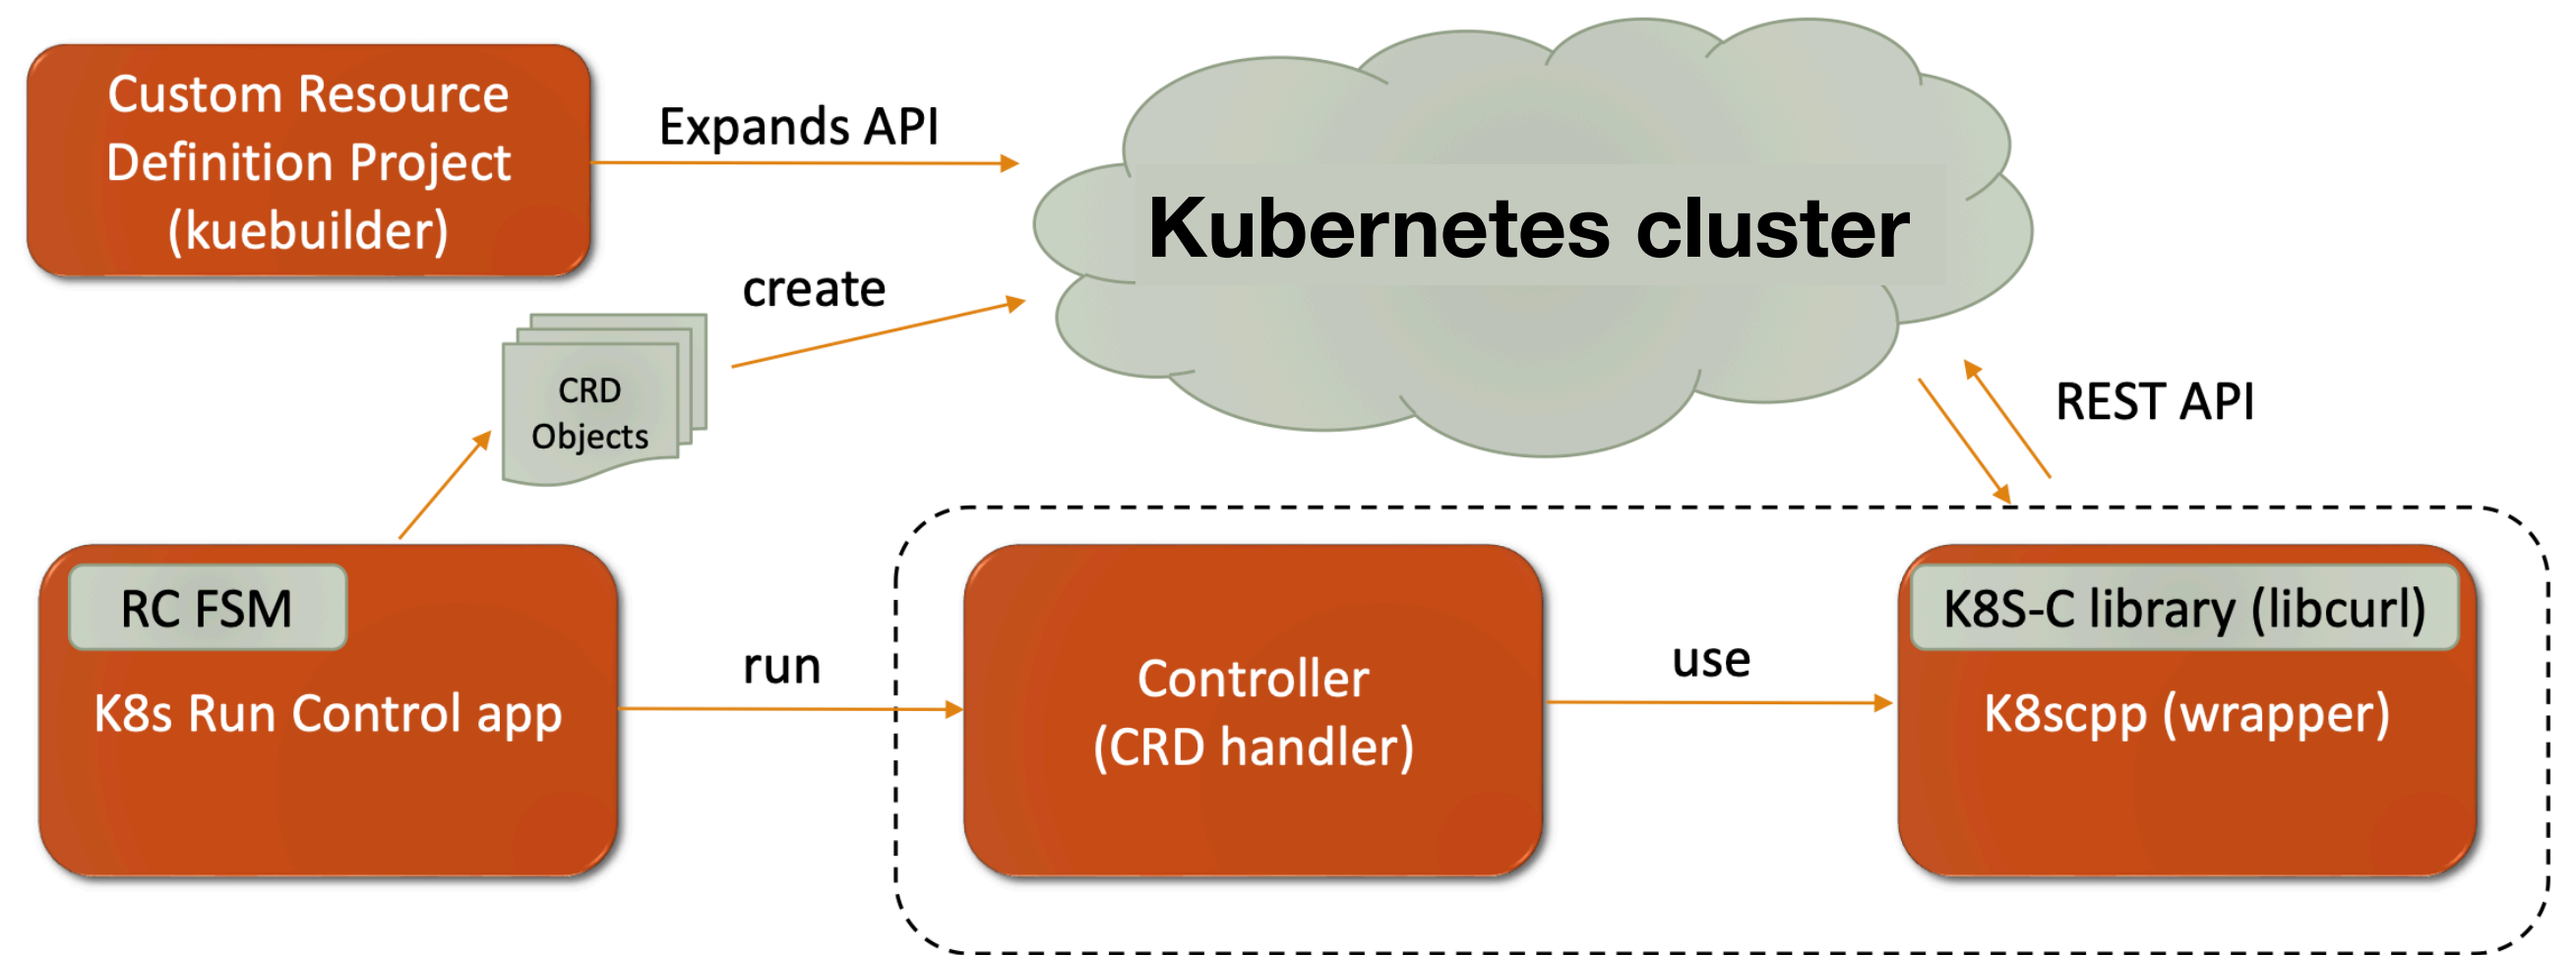 Custom Resource
Definition Project
(kuebuilder)
Expands API
Kubernetes cluster
create
CRD
Objects
REST API
RC FSM
K8s Run Control app
run
Controller
(CRD handler)
use
K8S-C library (libcurl)
K8scpp (wrapper)